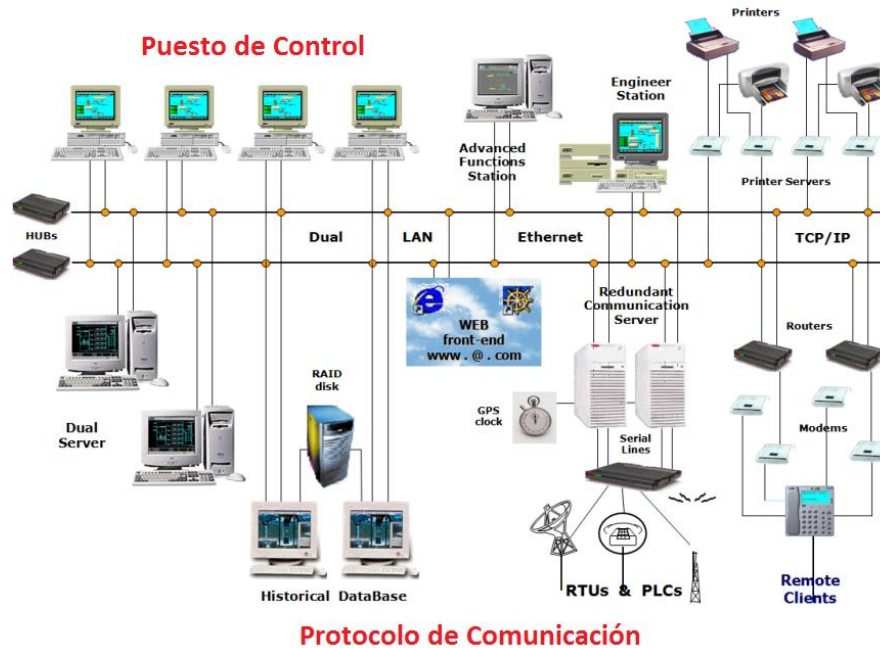 Printers
Puesto de Control
Engineer
Station
Advanced
Functions
Station
Printer Servers
HUBs
Dual
LAN
Ethernet
TCP/IP
Redundant
Communication
Server
WEB
front-end
www . @ . com
Routers
RAID
disk
GPS
clock
Dual
Server
Serial
Lines
Modems
RTUs & PLCs
Remote
Clients
Historical DataBase
Protocolo de Comunicación